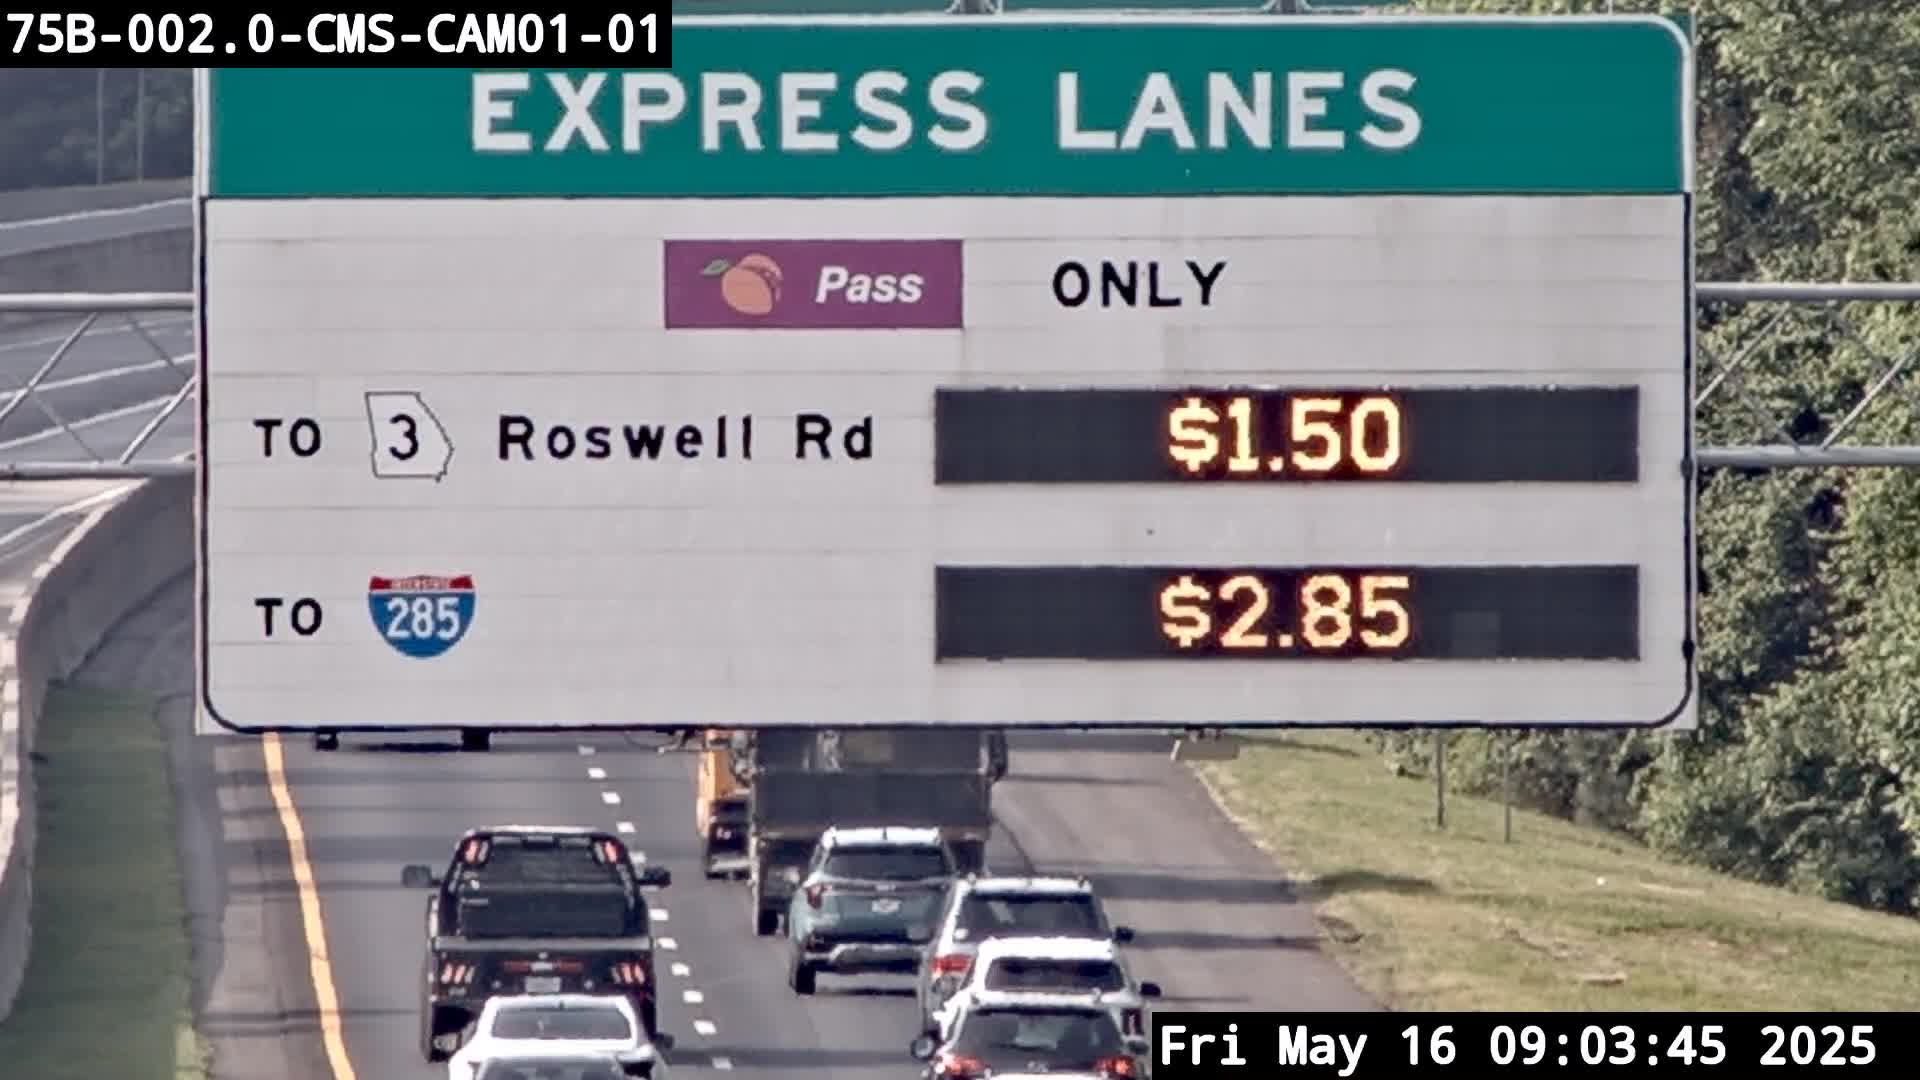 75B-002.0-CMS-CAM01-01
EXPRESS LANES
Pass ONLY
TO 3 Roswell Rd $1.50
INTERSTATE
TO 285 $2.85
Fri May 16 09:03:45 2025